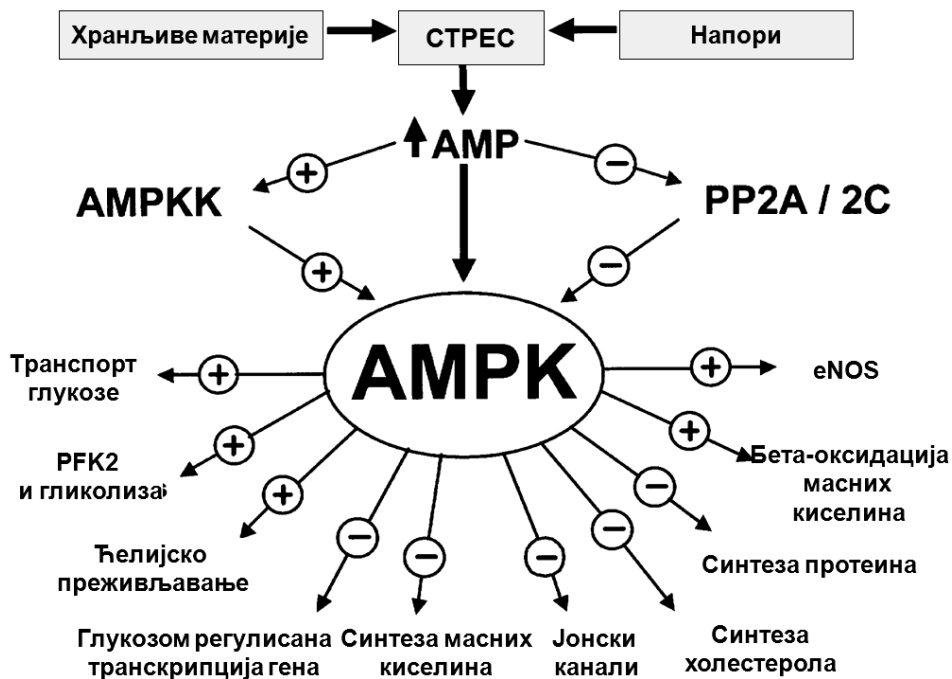 Хранљиве материје
СТРЕС
Напори
АМР
+
−
AMPKK
PP2A / 2C
+
−
AMPK
Транспорт
глукозе
+
+
eNOS
PFK2
и гликолиза
+
+
Бета-оксидација
масних
киселина
Ћелијско
преживљавање
+
−
Синтеза протеина
−
−
−
−
Глукозом регулисана
транскрипција гена
Синтеза масних
киселина
Јонски
канали
Синтеза
холестерола